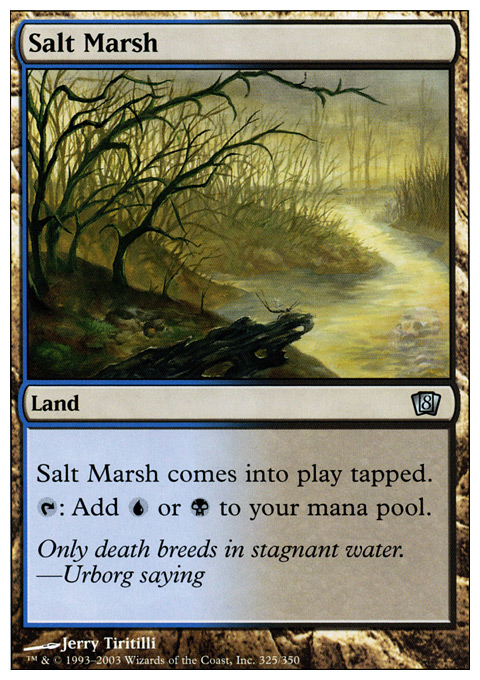 Salt Marsh
Land
8
Salt Marsh comes into play tapped.
: Add or to your mana pool.
Only death breeds in stagnant water.
—Urborg saying
Jerry Tiritilli
™ & © 1993–2003 Wizards of the Coast, Inc. 325/350